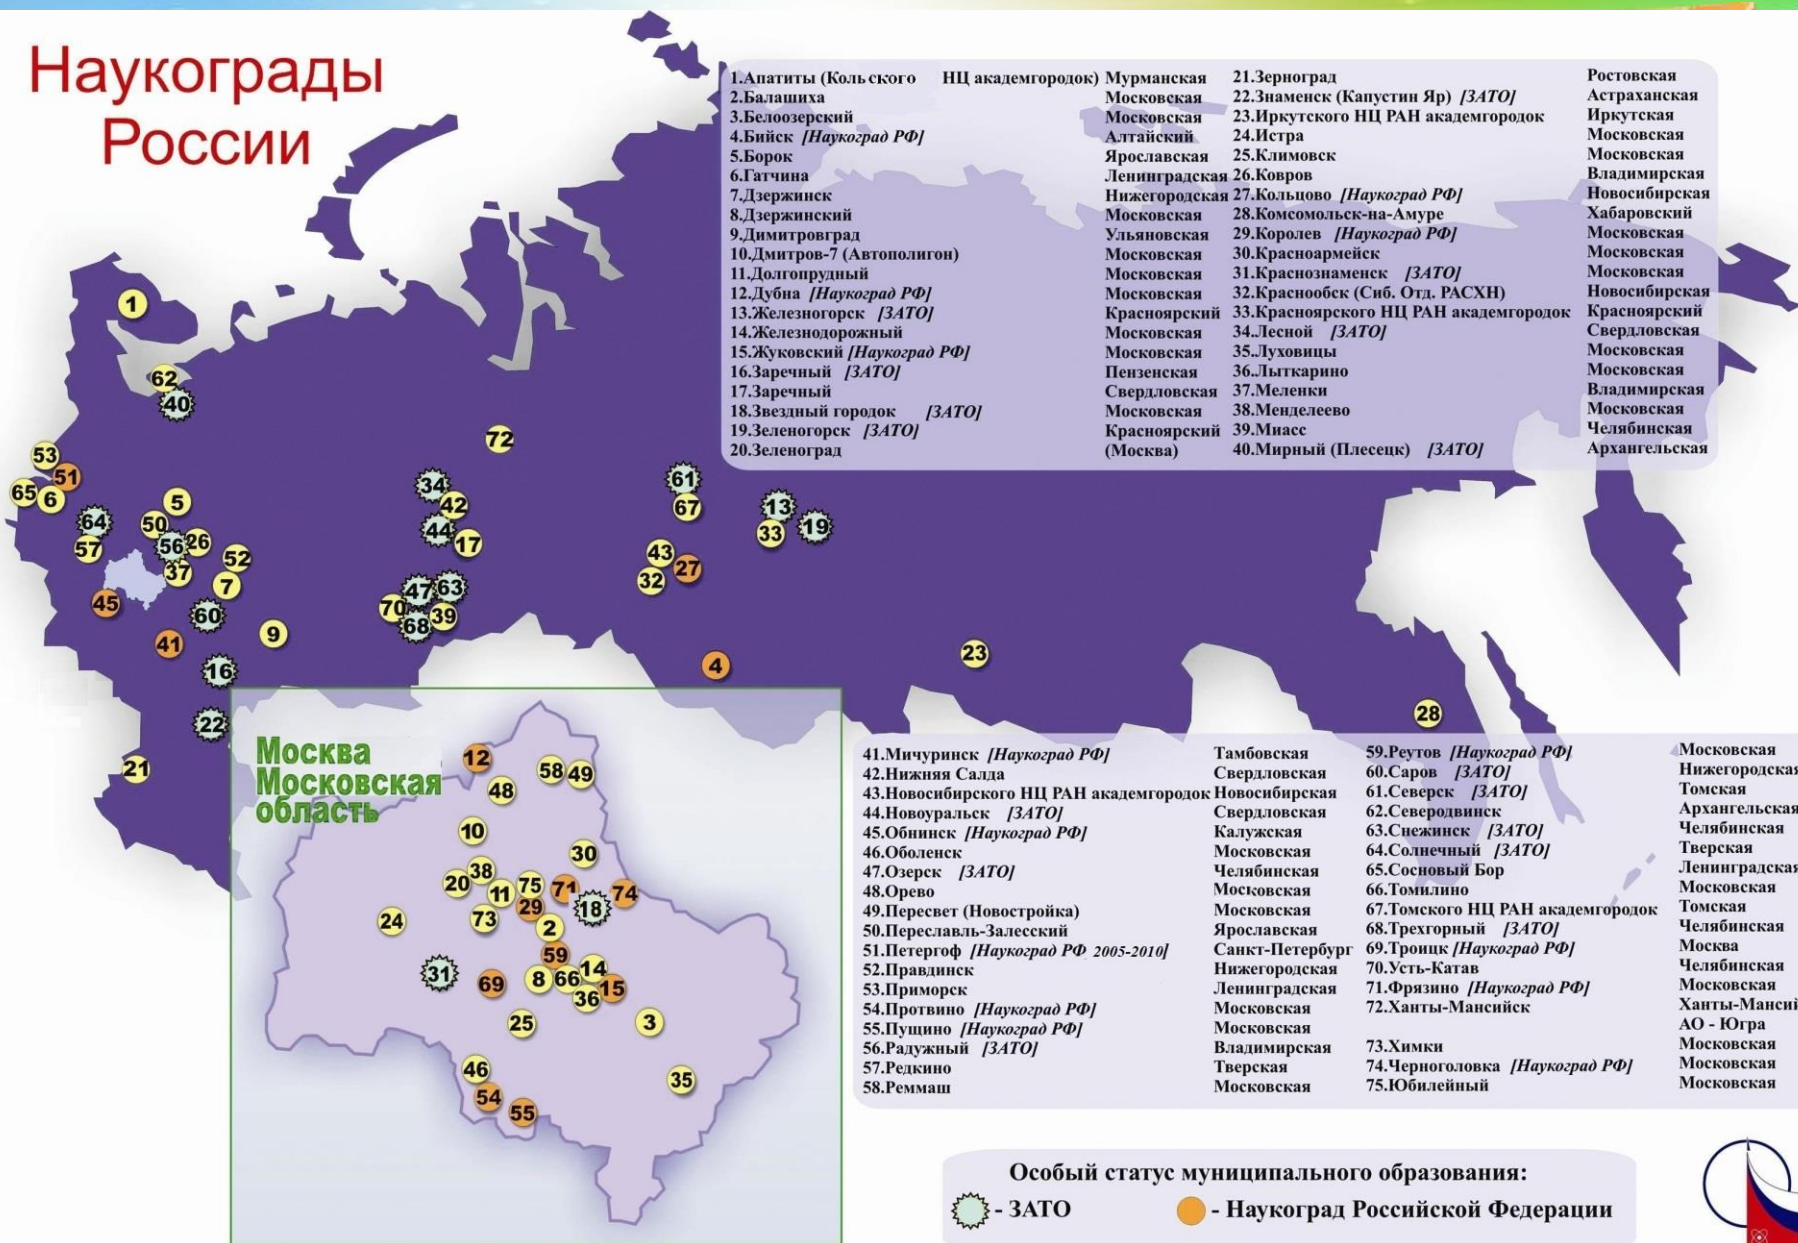 Наукограды
России
1.Апатиты (Кольского НЦ академгородок) Мурманская
2.Балашиха Московская
3.Белоозерский Московская
4.Бийск [Наукоград РФ] Алтайский
5.Борок Ярославская
6.Гатчина Ленинградская
7.Дзержинск Нижегородская
8.Дзержинский Московская
9.Димитровград Ульяновская
10.Дмитров-7 (Автополигон) Московская
11.Долгопрудный Московская
12.Дубна [Наукоград РФ] Московская
13.Железногорск [ЗАТО] Красноярский
14.Железнодорожный Московская
15.Жуковский [Наукоград РФ] Московская
16.Заречный [ЗАТО] Пензенская
17.Заречный Свердловская
18.Звездный городок [ЗАТО] Московская
19.Зеленогорск [ЗАТО] Красноярский
20.Зеленоград (Москва)
21.Зерноград Ростовская
22.Знаменск (Капустин Яр) [ЗАТО] Астраханская
23.Иркутского НЦ РАН академгородок Иркутская
24.Истра Московская
25.Климовск Московская
26.Ковров Владимирская
27.Кольцово [Наукоград РФ] Новосибирская
28.Комсомольск-на-Амуре Хабаровский
29.Королев [Наукоград РФ] Московская
30.Красноармейск Московская
31.Краснознаменск [ЗАТО] Московская
32.Краснообск (Сиб. Отд. РАСХН) Новосибирская
33.Красноярского НЦ РАН академгородок Красноярский
34.Лесной [ЗАТО] Свердловская
35.Луховицы Московская
36.Лыткарино Московская
37.Меленки Владимирская
38.Менделеево Московская
39.Миасс Челябинская
40.Мирный (Плесецк) [ЗАТО] Архангельская
1
62
40
72
53
51
65
6
5
64
50
56
26
57
52
37
7
45
60
41
9
16
22
21
34
42
44
17
47
63
70
39
68
61
67
13
19
33
43
27
32
4
23
28
Москва
Московская
область
12
58
49
48
10
30
38
20
11
75
71
74
29
18
24
73
2
59
31
14
69
8
66
15
36
25
3
46
35
54
55
41.Мичуринск [Наукоград РФ] Тамбовская
42.Нижняя Салда Свердловская
43.Новосибирского НЦ РАН академгородок Новосибирская
44.Новоуральск [ЗАТО] Свердловская
45.Обнинск [Наукоград РФ] Калужская
46.Оболенск Московская
47.Озерск [ЗАТО] Челябинская
48.Орево Московская
49.Пересвет (Новостройка) Московская
50.Переславль-Залесский Ярославская
51.Петергоф [Наукоград РФ 2005-2010] Санкт-Петербург
52.Правдинск Нижегородская
53.Приморск Ленинградская
54.Протвино [Наукоград РФ] Московская
55.Пущино [Наукоград РФ] Московская
56.Радужный [ЗАТО] Владимирская
57.Редкино Тверская
58.Реммаш Московская
59.Реутов [Наукоград РФ] Московская
60.Саров [ЗАТО] Нижегородская
61.Северск [ЗАТО] Томская
62.Северодвинск Архангельская
63.Снежинск [ЗАТО] Челябинская
64.Солнечный [ЗАТО] Тверская
65.Сосновый Бор Ленинградская
66.Томилино Московская
67.Томского НЦ РАН академгородок Томская
68.Трехгорный [ЗАТО] Челябинская
69.Троицк [Наукоград РФ] Москва
70.Усть-Катав Челябинская
71.Фрязино [Наукоград РФ] Московская
72.Ханты-Мансийск Ханты-Мансий
АО - Югра
73.Химки Московская
74.Черноголовка [Наукоград РФ] Московская
75.Юбилейный Московская
Особый статус муниципального образования:
- ЗАТО
- Наукоград Российской Федерации